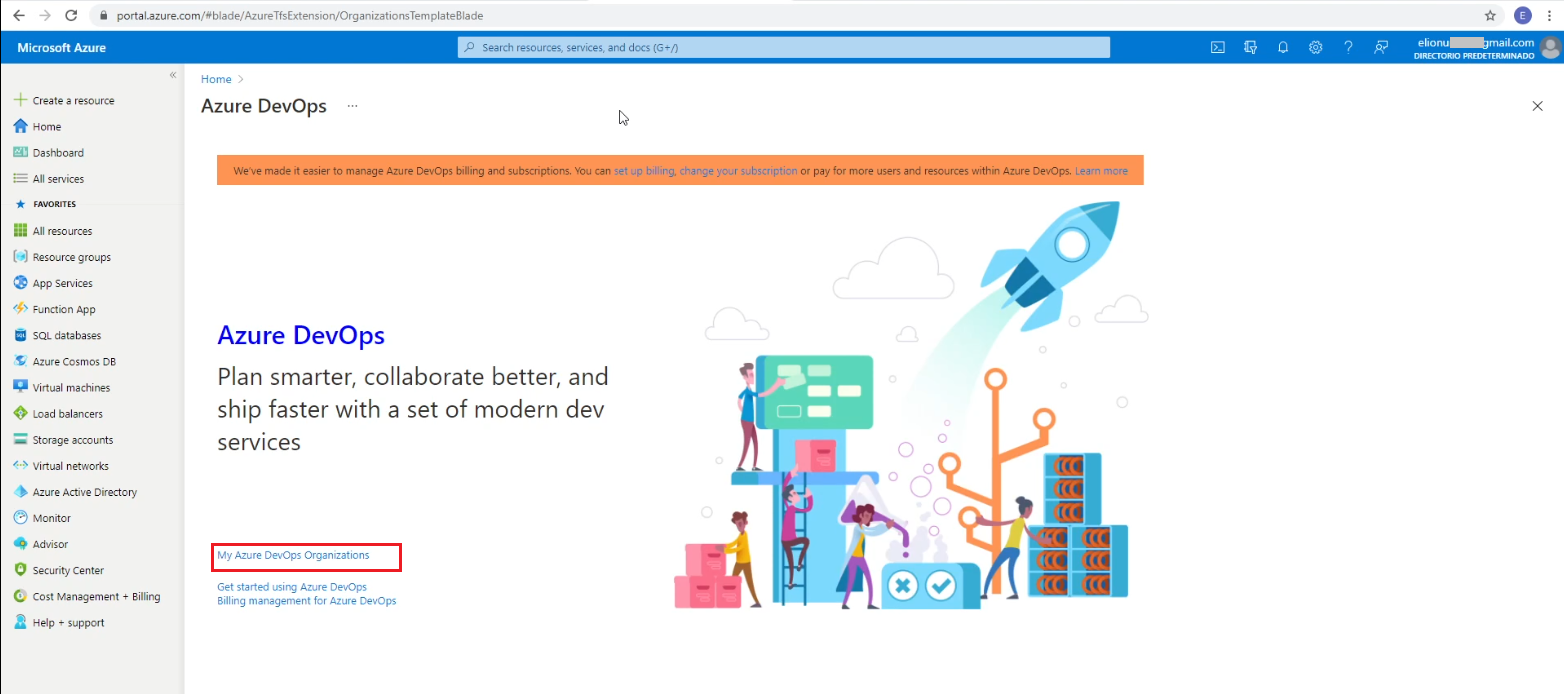 portal.azure.com/#blade/AzureTfsExtension/OrganizationsTemplateBlade
E
Microsoft Azure
Search resources, services, and docs (G+/)
elionu gmail.com
DIRECTORIO PREDETERMINADO
«
Create a resource
Home
Dashboard
All services
FAVORITES
All resources
Resource groups
App Services
Function App
SQL databases
Azure Cosmos DB
Virtual machines
Load balancers
Storage accounts
Virtual networks
Azure Active Directory
Monitor
Advisor
Security Center
Cost Management + Billing
Help + support
Home >
Azure DevOps ...
We've made it easier to manage Azure DevOps billing and subscriptions. You can set up billing, change your subscription or pay for more users and resources within Azure DevOps. Learn more
Azure DevOps
Plan smarter, collaborate better, and
ship faster with a set of modern dev
services
My Azure DevOps Organizations
Get started using Azure DevOps
Billing management for Azure DevOps